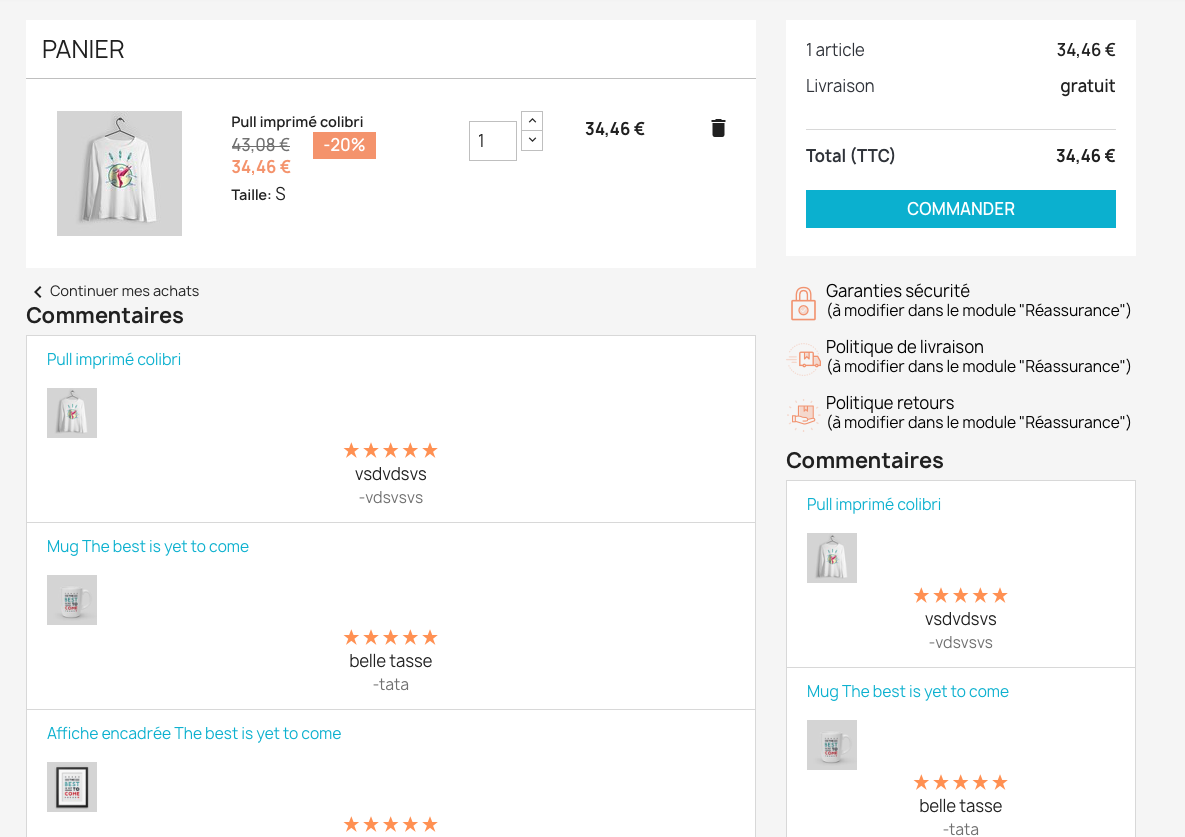 PANIER
Pull imprimé colibri
43,08 € -20%
34,46 €
Taille: S
1
34,46 €
1 article 34,46 €
Livraison gratuit
Total (TTC) 34,46 €
COMMANDER
Continuer mes achats
Commentaires
Pull imprimé colibri
vsdvdsvs
-vdsvsvs
Mug The best is yet to come
belle tasse
-tata
Affiche encadrée The best is yet to come
BEST
COME
Garanties sécurité
(à modifier dans le module "Réassurance")
Politique de livraison
(à modifier dans le module "Réassurance")
Politique retours
(à modifier dans le module "Réassurance")
Commentaires
Pull imprimé colibri
vsdvdsvs
-vdsvsvs
Mug The best is yet to come
belle tasse
-tata